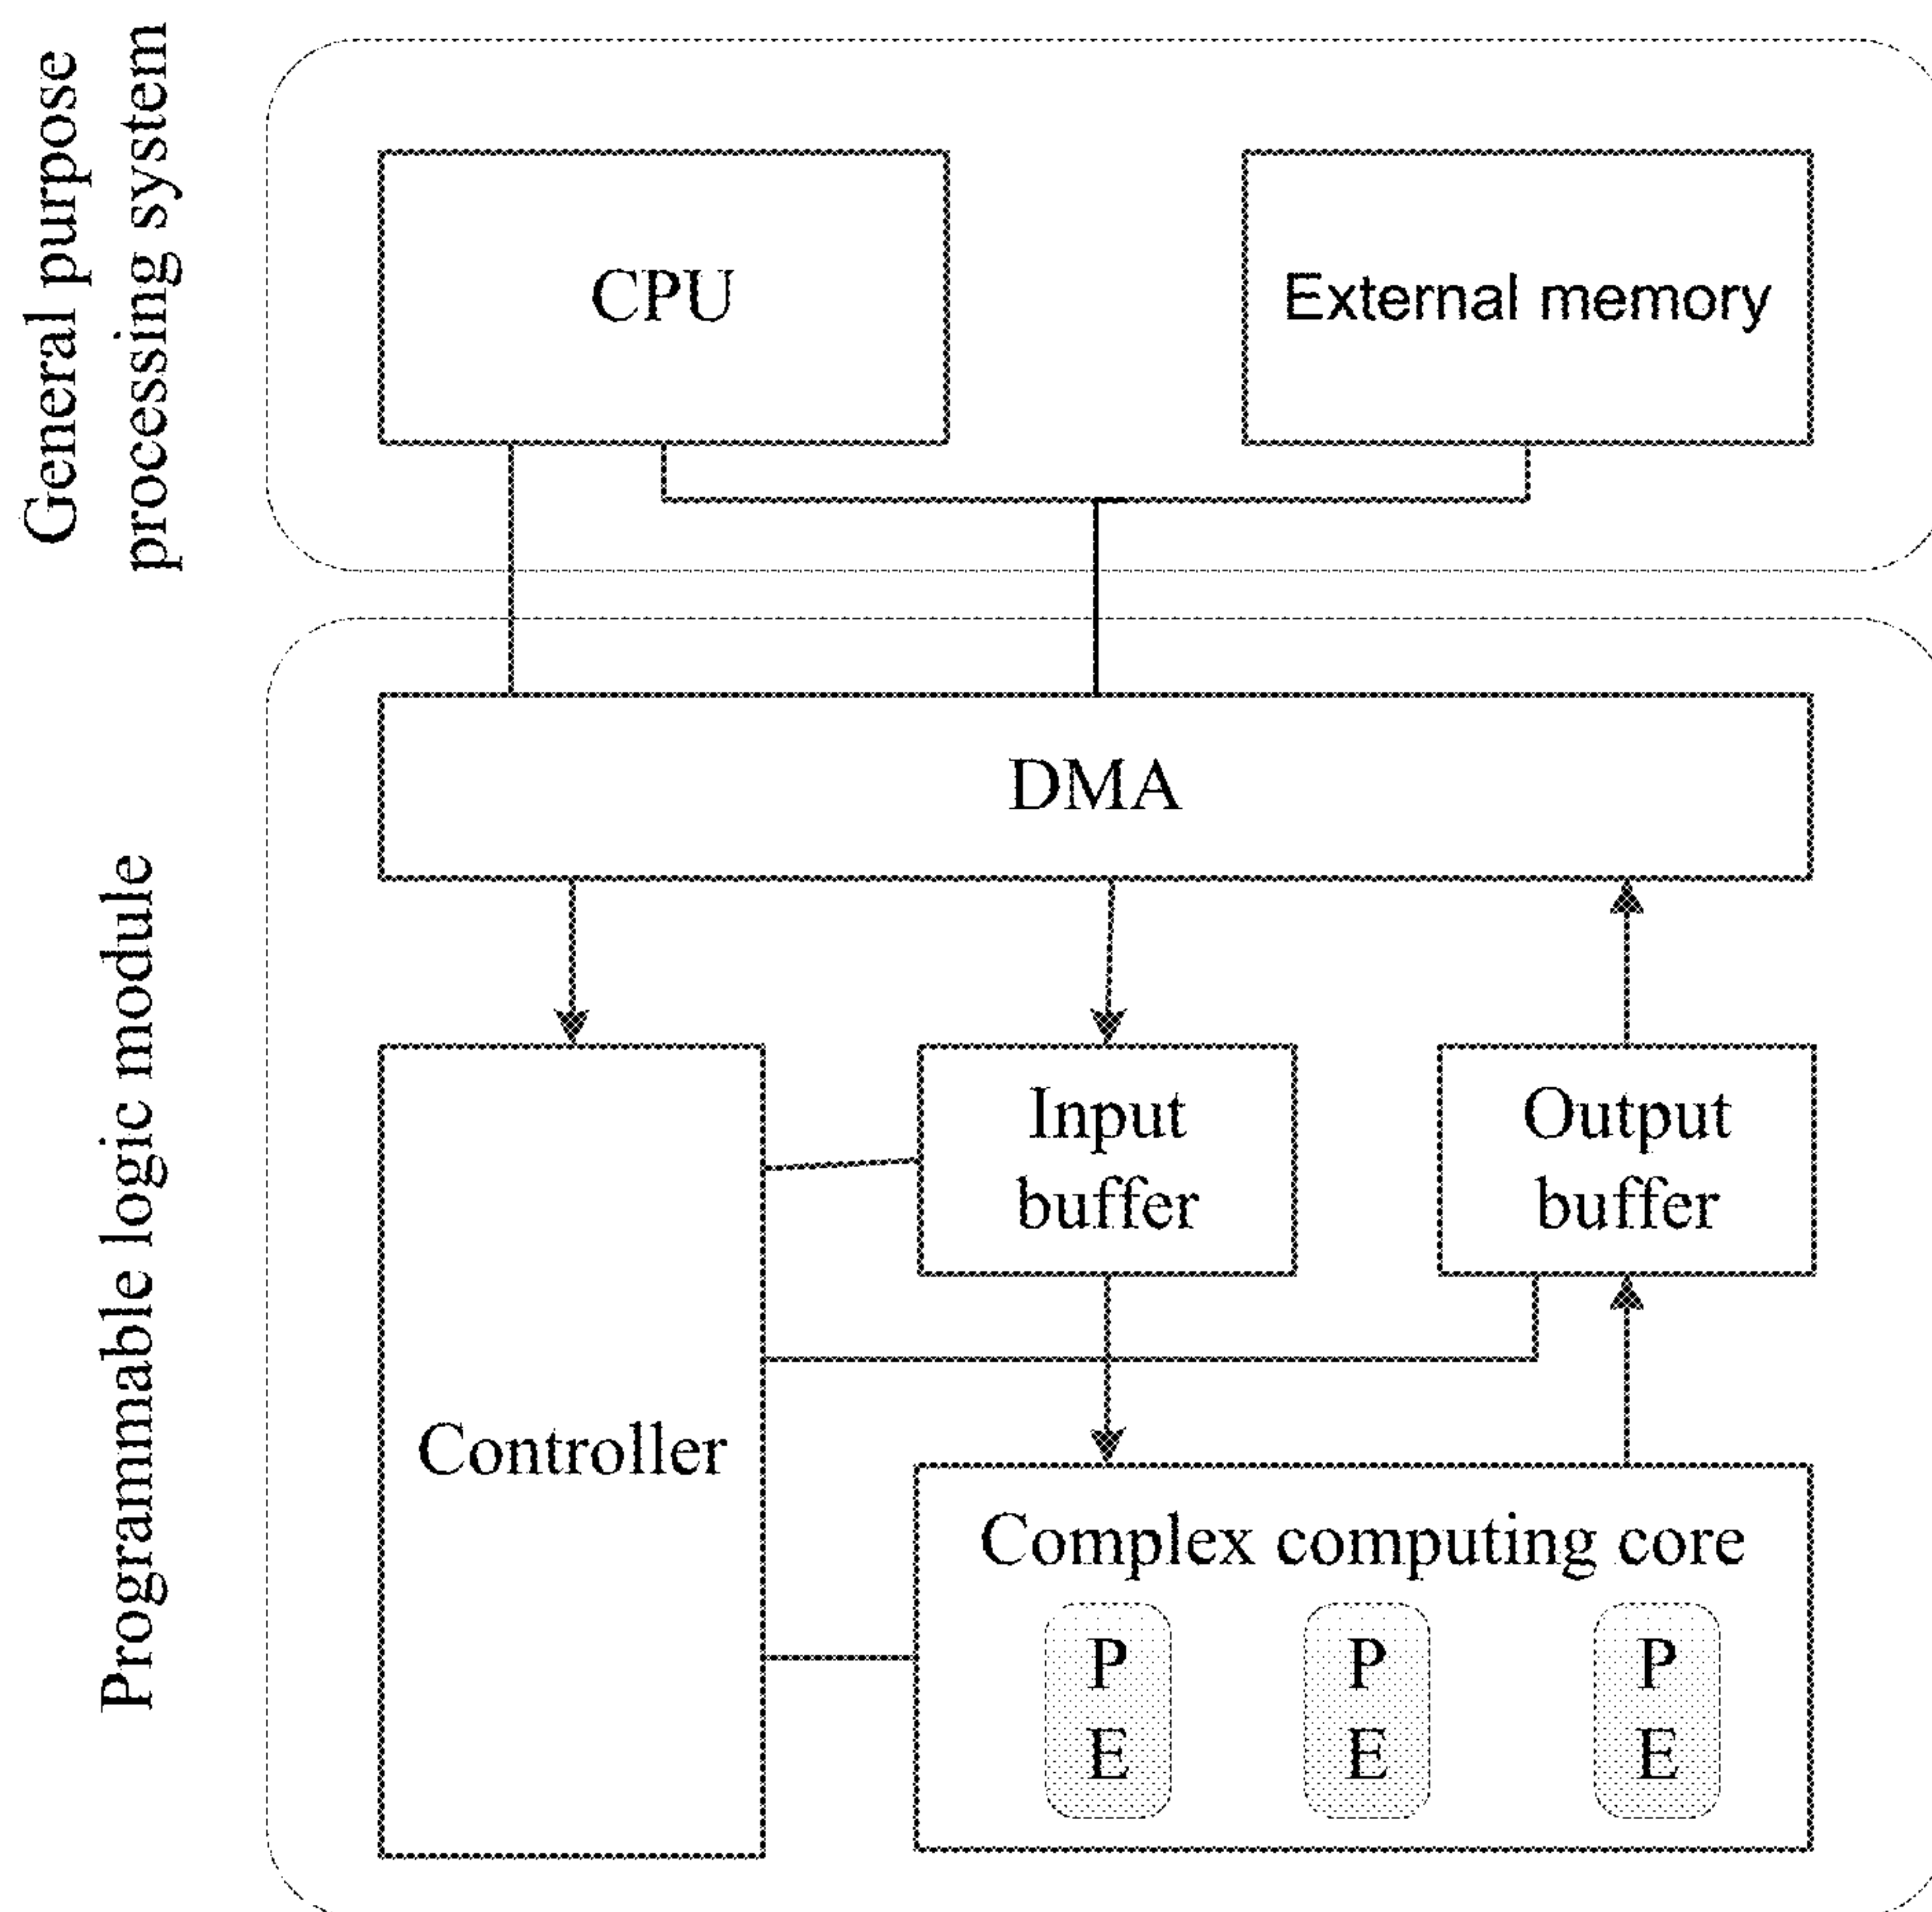 General purpose
processing system
CPU
External memory
DMA
Programmable logic module
Input
buffer
Output
buffer
Controller
Complex computing core
P
E
P
E
P
E